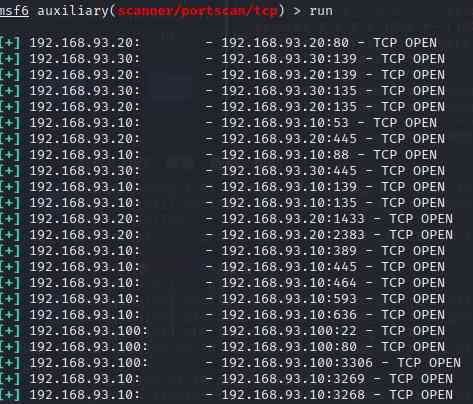 msf6 auxiliary(scanner/portscan/tcp) > run
[+] 192.168.93.20: - 192.168.93.20:80 - TCP OPEN
[+] 192.168.93.30: - 192.168.93.30:139 - TCP OPEN
[+] 192.168.93.30: - 192.168.93.30:135 - TCP OPEN
[+] 192.168.93.20: - 192.168.93.20:135 - TCP OPEN
[+] 192.168.93.10: - 192.168.93.10:53 - TCP OPEN
[+] 192.168.93.20: - 192.168.93.20:445 - TCP OPEN
[+] 192.168.93.10: - 192.168.93.10:88 - TCP OPEN
[+] 192.168.93.30: - 192.168.93.30:445 - TCP OPEN
[+] 192.168.93.10: - 192.168.93.10:139 - TCP OPEN
[+] 192.168.93.10: - 192.168.93.10:135 - TCP OPEN
[+] 192.168.93.20: - 192.168.93.20:1433 - TCP OPEN
[+] 192.168.93.20: - 192.168.93.20:2383 - TCP OPEN
[+] 192.168.93.10: - 192.168.93.10:389 - TCP OPEN
[+] 192.168.93.10: - 192.168.93.10:445 - TCP OPEN
[+] 192.168.93.10: - 192.168.93.10:464 - TCP OPEN
[+] 192.168.93.10: - 192.168.93.10:593 - TCP OPEN
[+] 192.168.93.10: - 192.168.93.10:636 - TCP OPEN
[+] 192.168.93.100: - 192.168.93.100:22 - TCP OPEN
[+] 192.168.93.100: - 192.168.93.100:80 - TCP OPEN
[+] 192.168.93.100: - 192.168.93.100:3306 - TCP OPEN
[+] 192.168.93.10: - 192.168.93.10:3269 - TCP OPEN
[+] 192.168.93.10: - 192.168.93.10:3268 - TCP OPEN